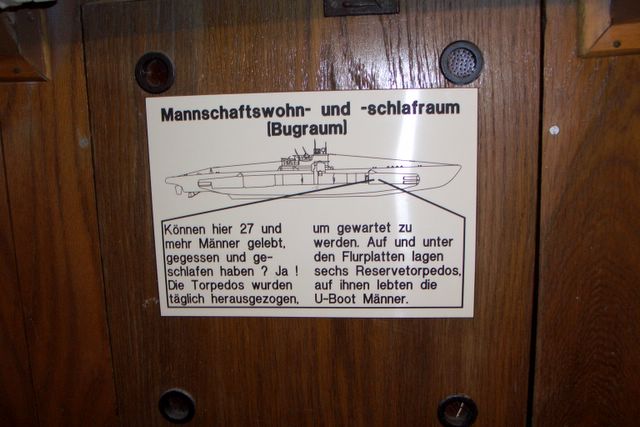 Mannschaftswohn- und -schlafraum
(Bugraum)
Können hier 27 und
mehr Männer gelebt,
gegessen und ge-
schlafen haben ? Ja !
Die Torpedos wurden
täglich herausgezogen,
um gewartet zu
werden. Auf und unter
den Flurplatten lagen
sechs Reservetorpedos,
auf ihnen lebten die
U-Boot Männer.